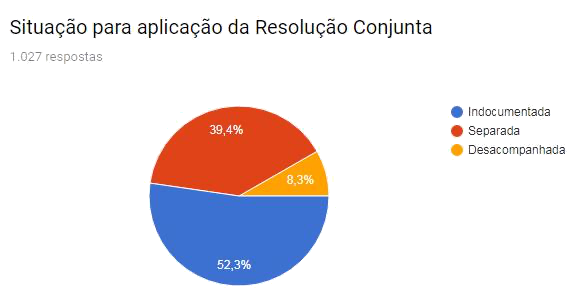 Situação para aplicação da Resolução Conjunta
1.027 respostas
Indocumentada
Separada
Desacompanhada
39,4%
8,3%
52,3%